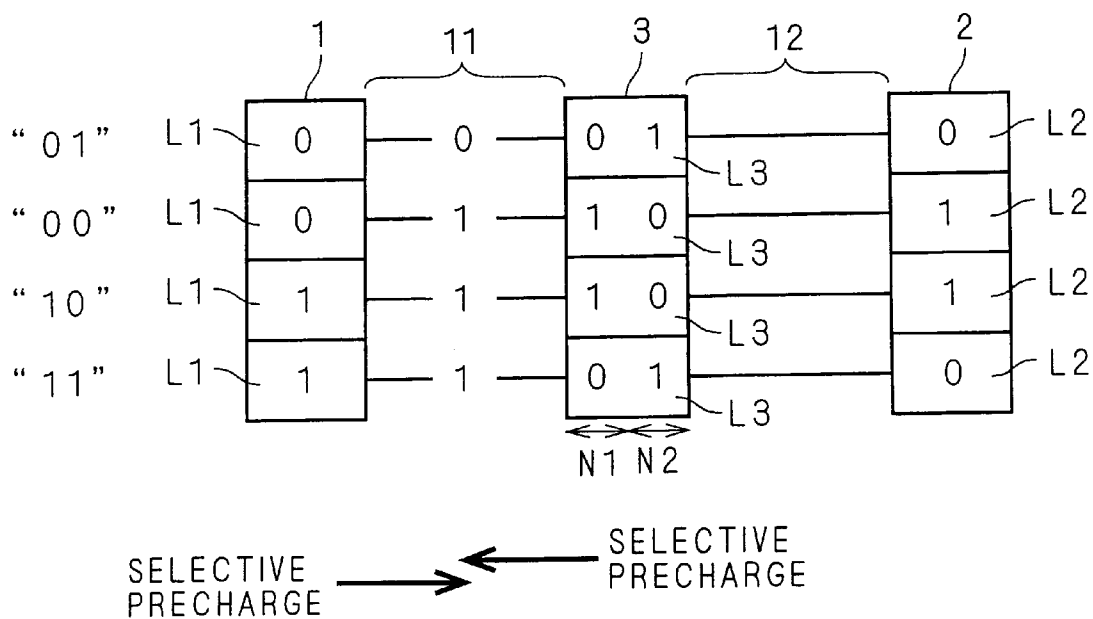 1 11 3 12 2
"01" L1 0 0 0 1 0 L2
L3
"00" L1 0 1 1 0 1 L2
L3
"10" L1 1 1 1 0 1 L2
L3
"11" L1 1 1 0 1 0 L2
L3
N1 N2
SELECTIVE
PRECHARGE
SELECTIVE
PRECHARGE